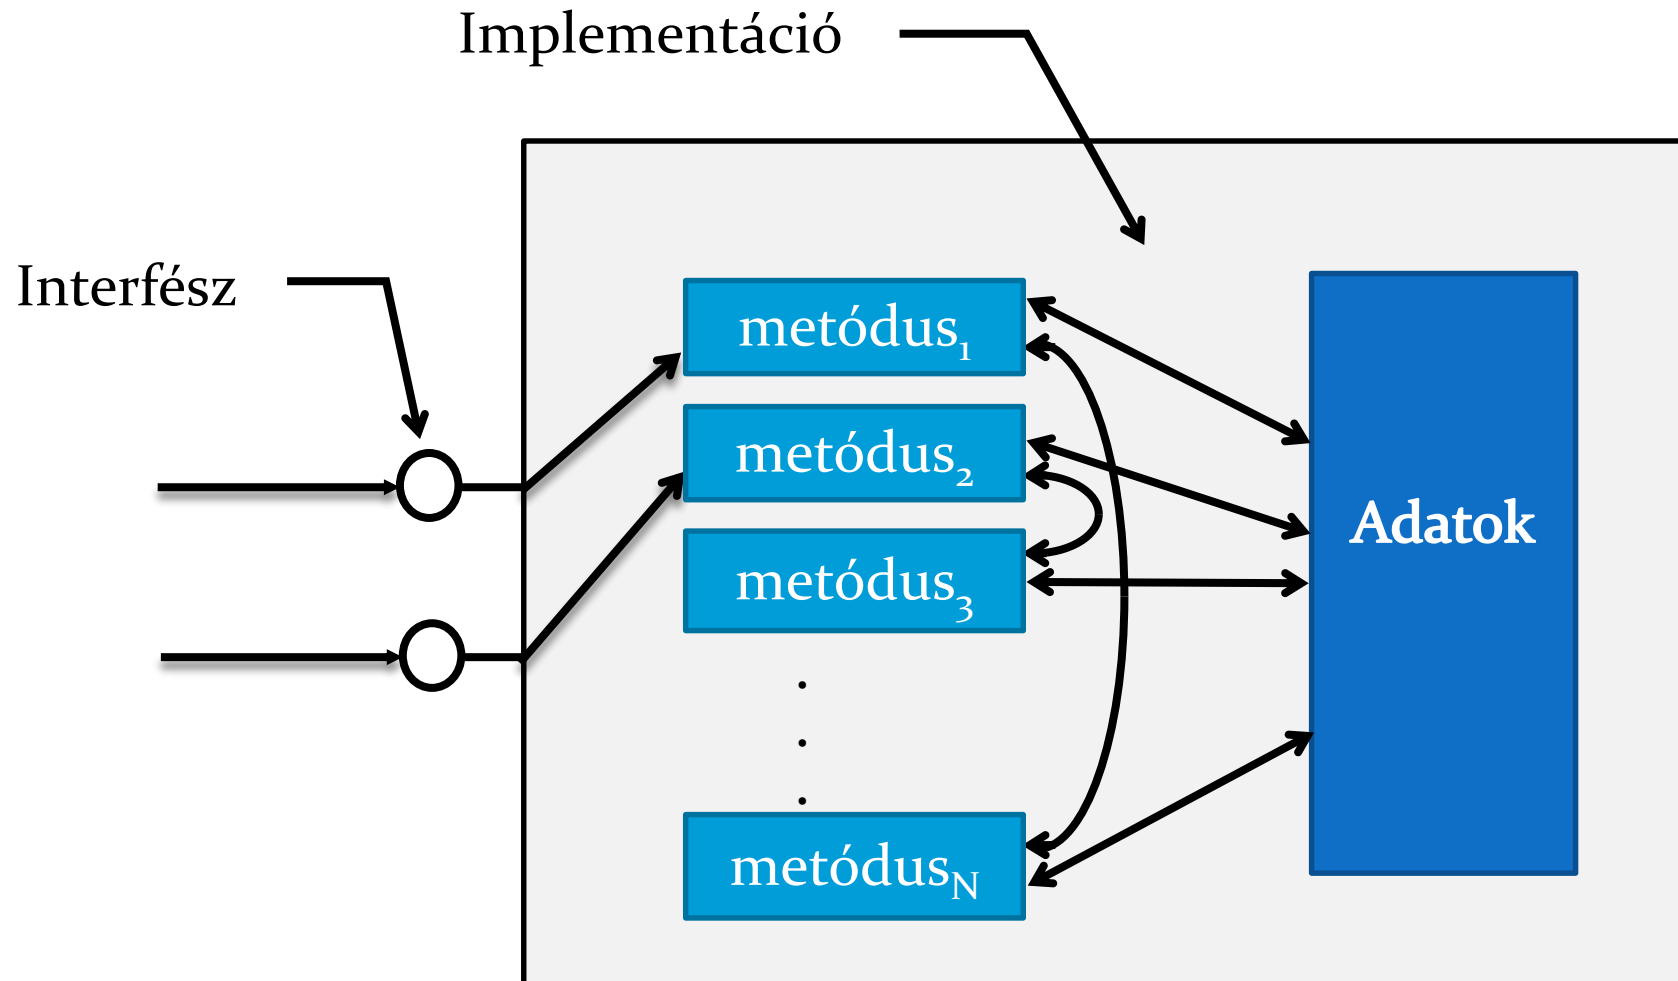 Implementáció
Interfész
metódus₁
metódus₂
Adatok
metódus₃
.
.
.
metódusN